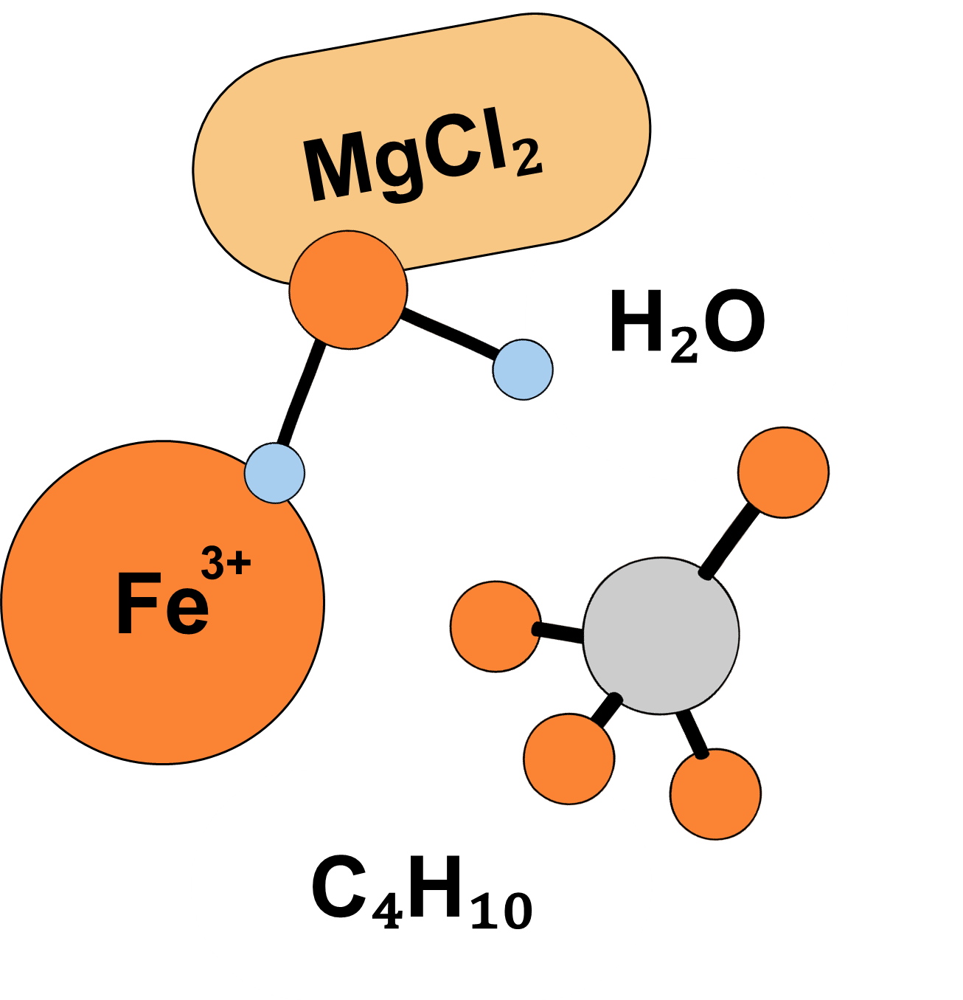 MgCl₂
H₂O
Fe³⁺
C₄H₁₀